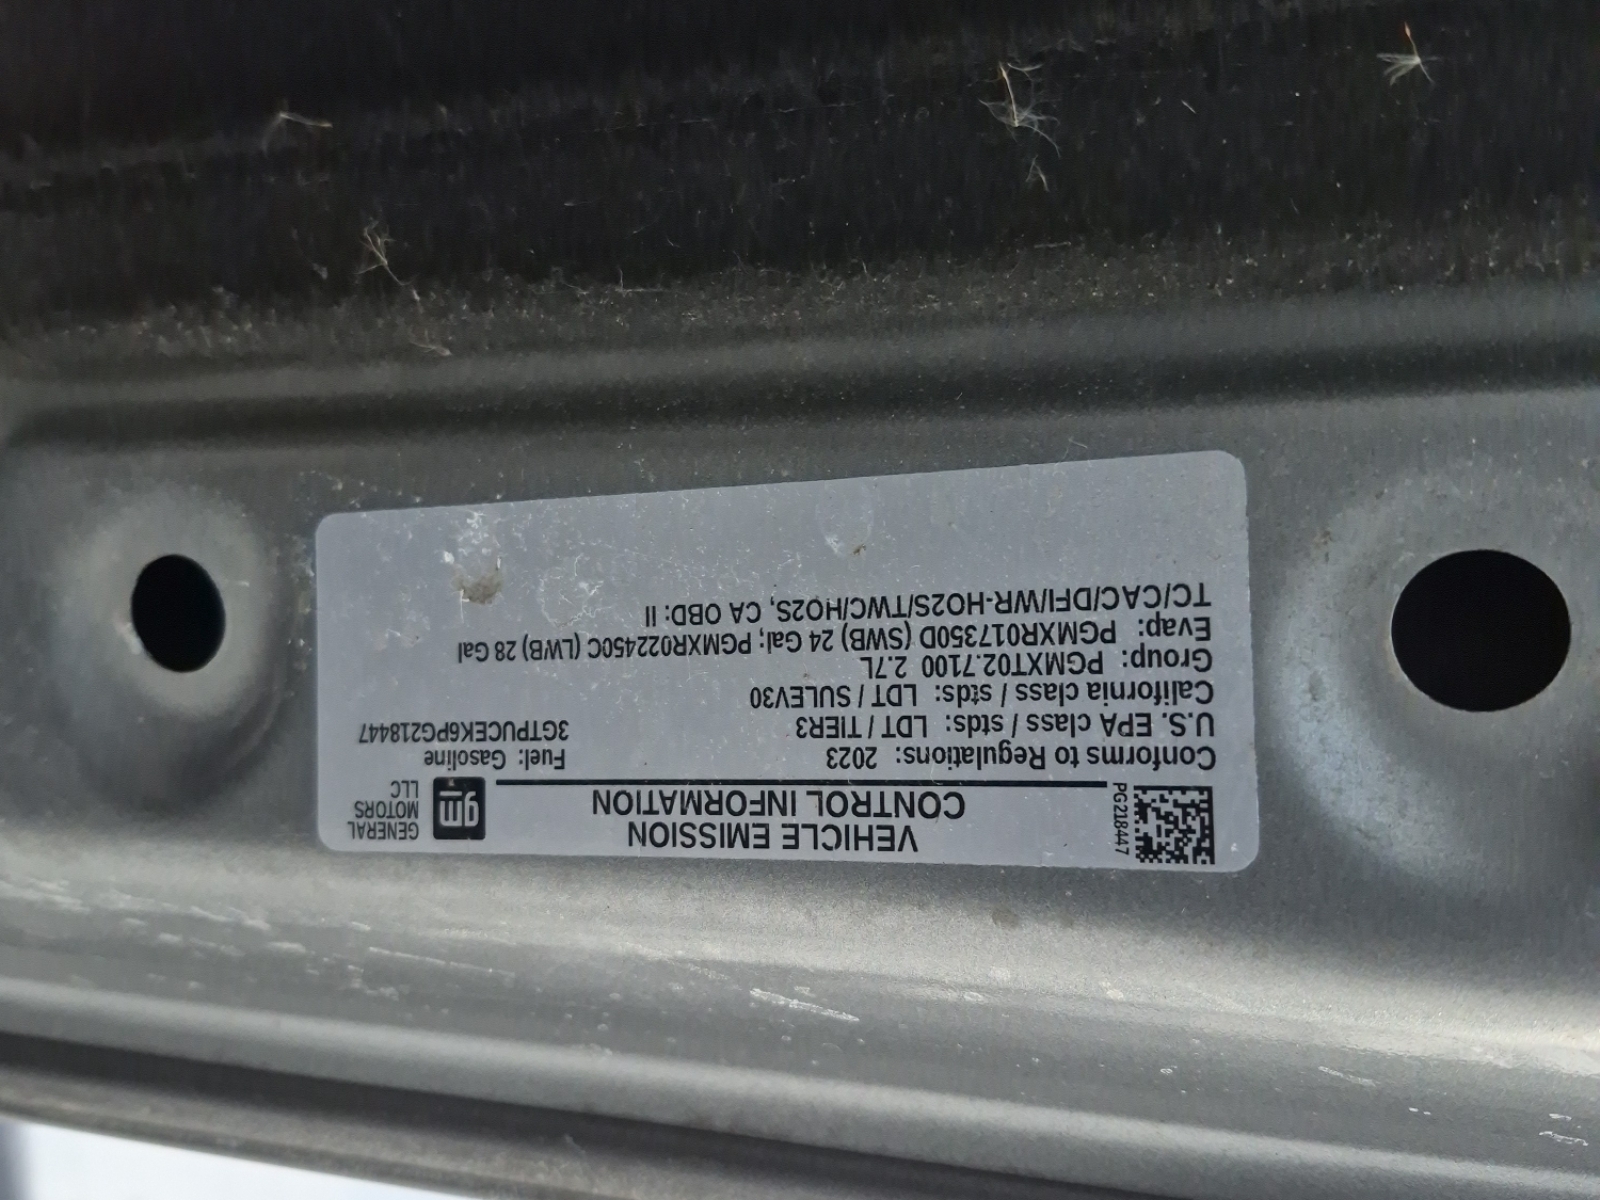 PG218447
VEHICLE EMISSION
CONTROL INFORMATION
gm
GENERAL
MOTORS
LLC
Conforms to Regulations: 2023
Fuel: Gasoline
U.S. EPA class / stds: LDT / TIER3
3GTPUCEK6PG218447
California class / stds: LDT / SULEV30
Group: PGMXT02.7100 2.7L
Evap: PGMXR017350D (SWB) 24 Gal; PGMXR022450C (LWB) 28 Gal
TC/CAC/DFI/WR-HO2S/TWC/HO2S, CA OBD: II